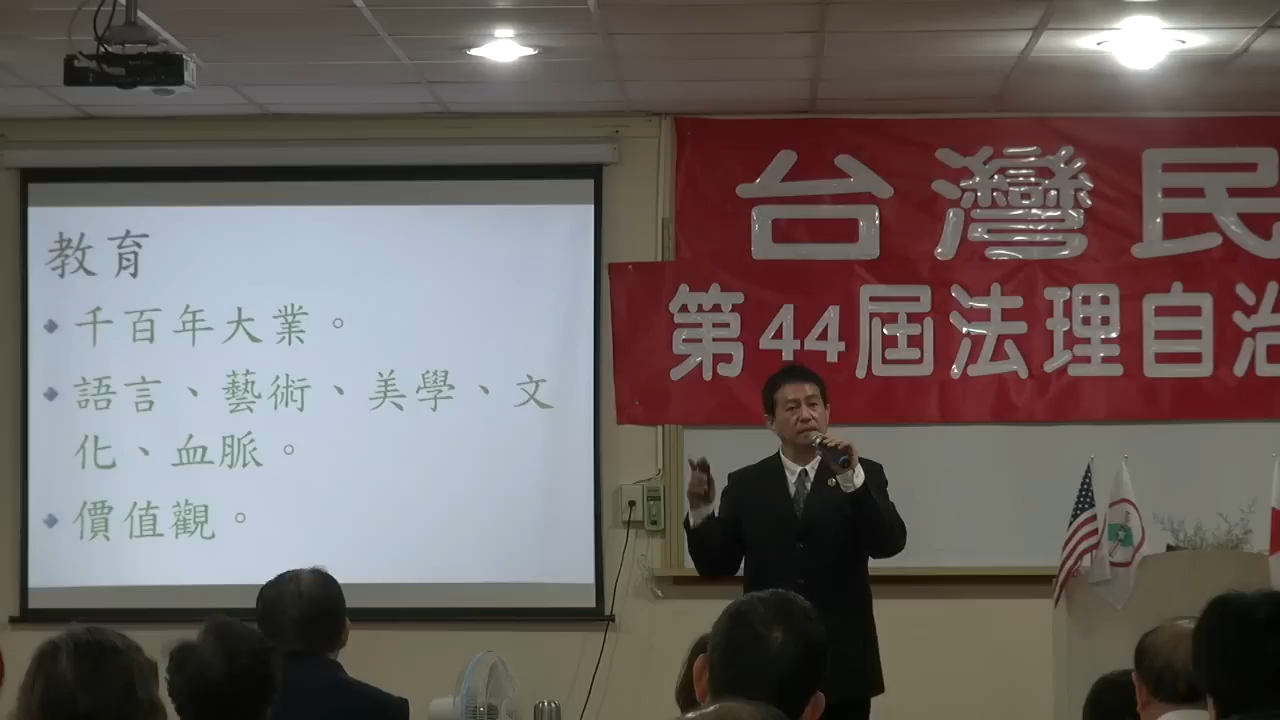 教育
千百年大業。
語言、藝術、美學、文
化、血脈。
價值觀。
台灣民
第44屆法理自治